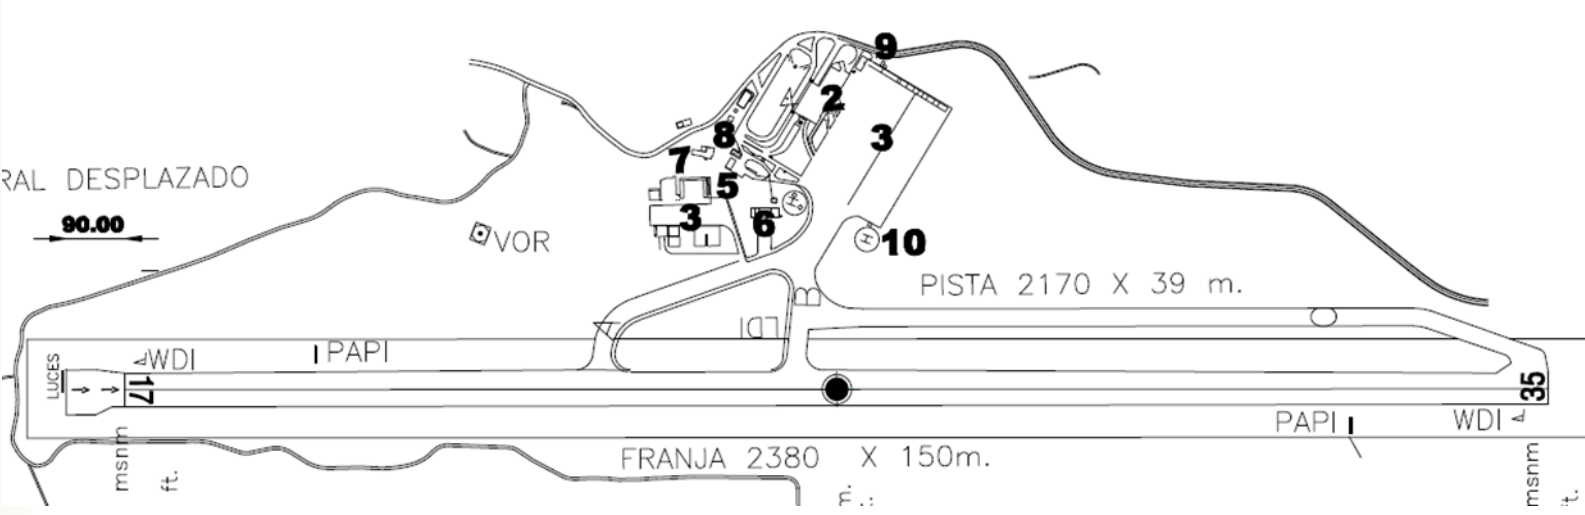 9
2
3
8
7
5
3
6
H
H
10
RAL DESPLAZADO
90.00
VOR
PISTA 2170 X 39 m.
B
A
LDI
LUCES
WDI
PAPI
17
35
PAPI
WDI
FRANJA 2380 X 150m.
msnm
ft.
m.
msnm
ft.